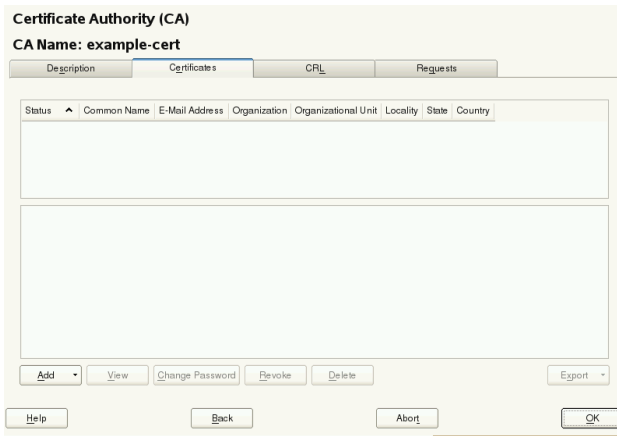 Certificate Authority (CA)
CA Name: example-cert
Description Certificates CRL Requests
Status Common Name E-Mail Address Organization Organizational Unit Locality State Country
Add View Change Password Revoke Delete Export
Help Back Abort OK